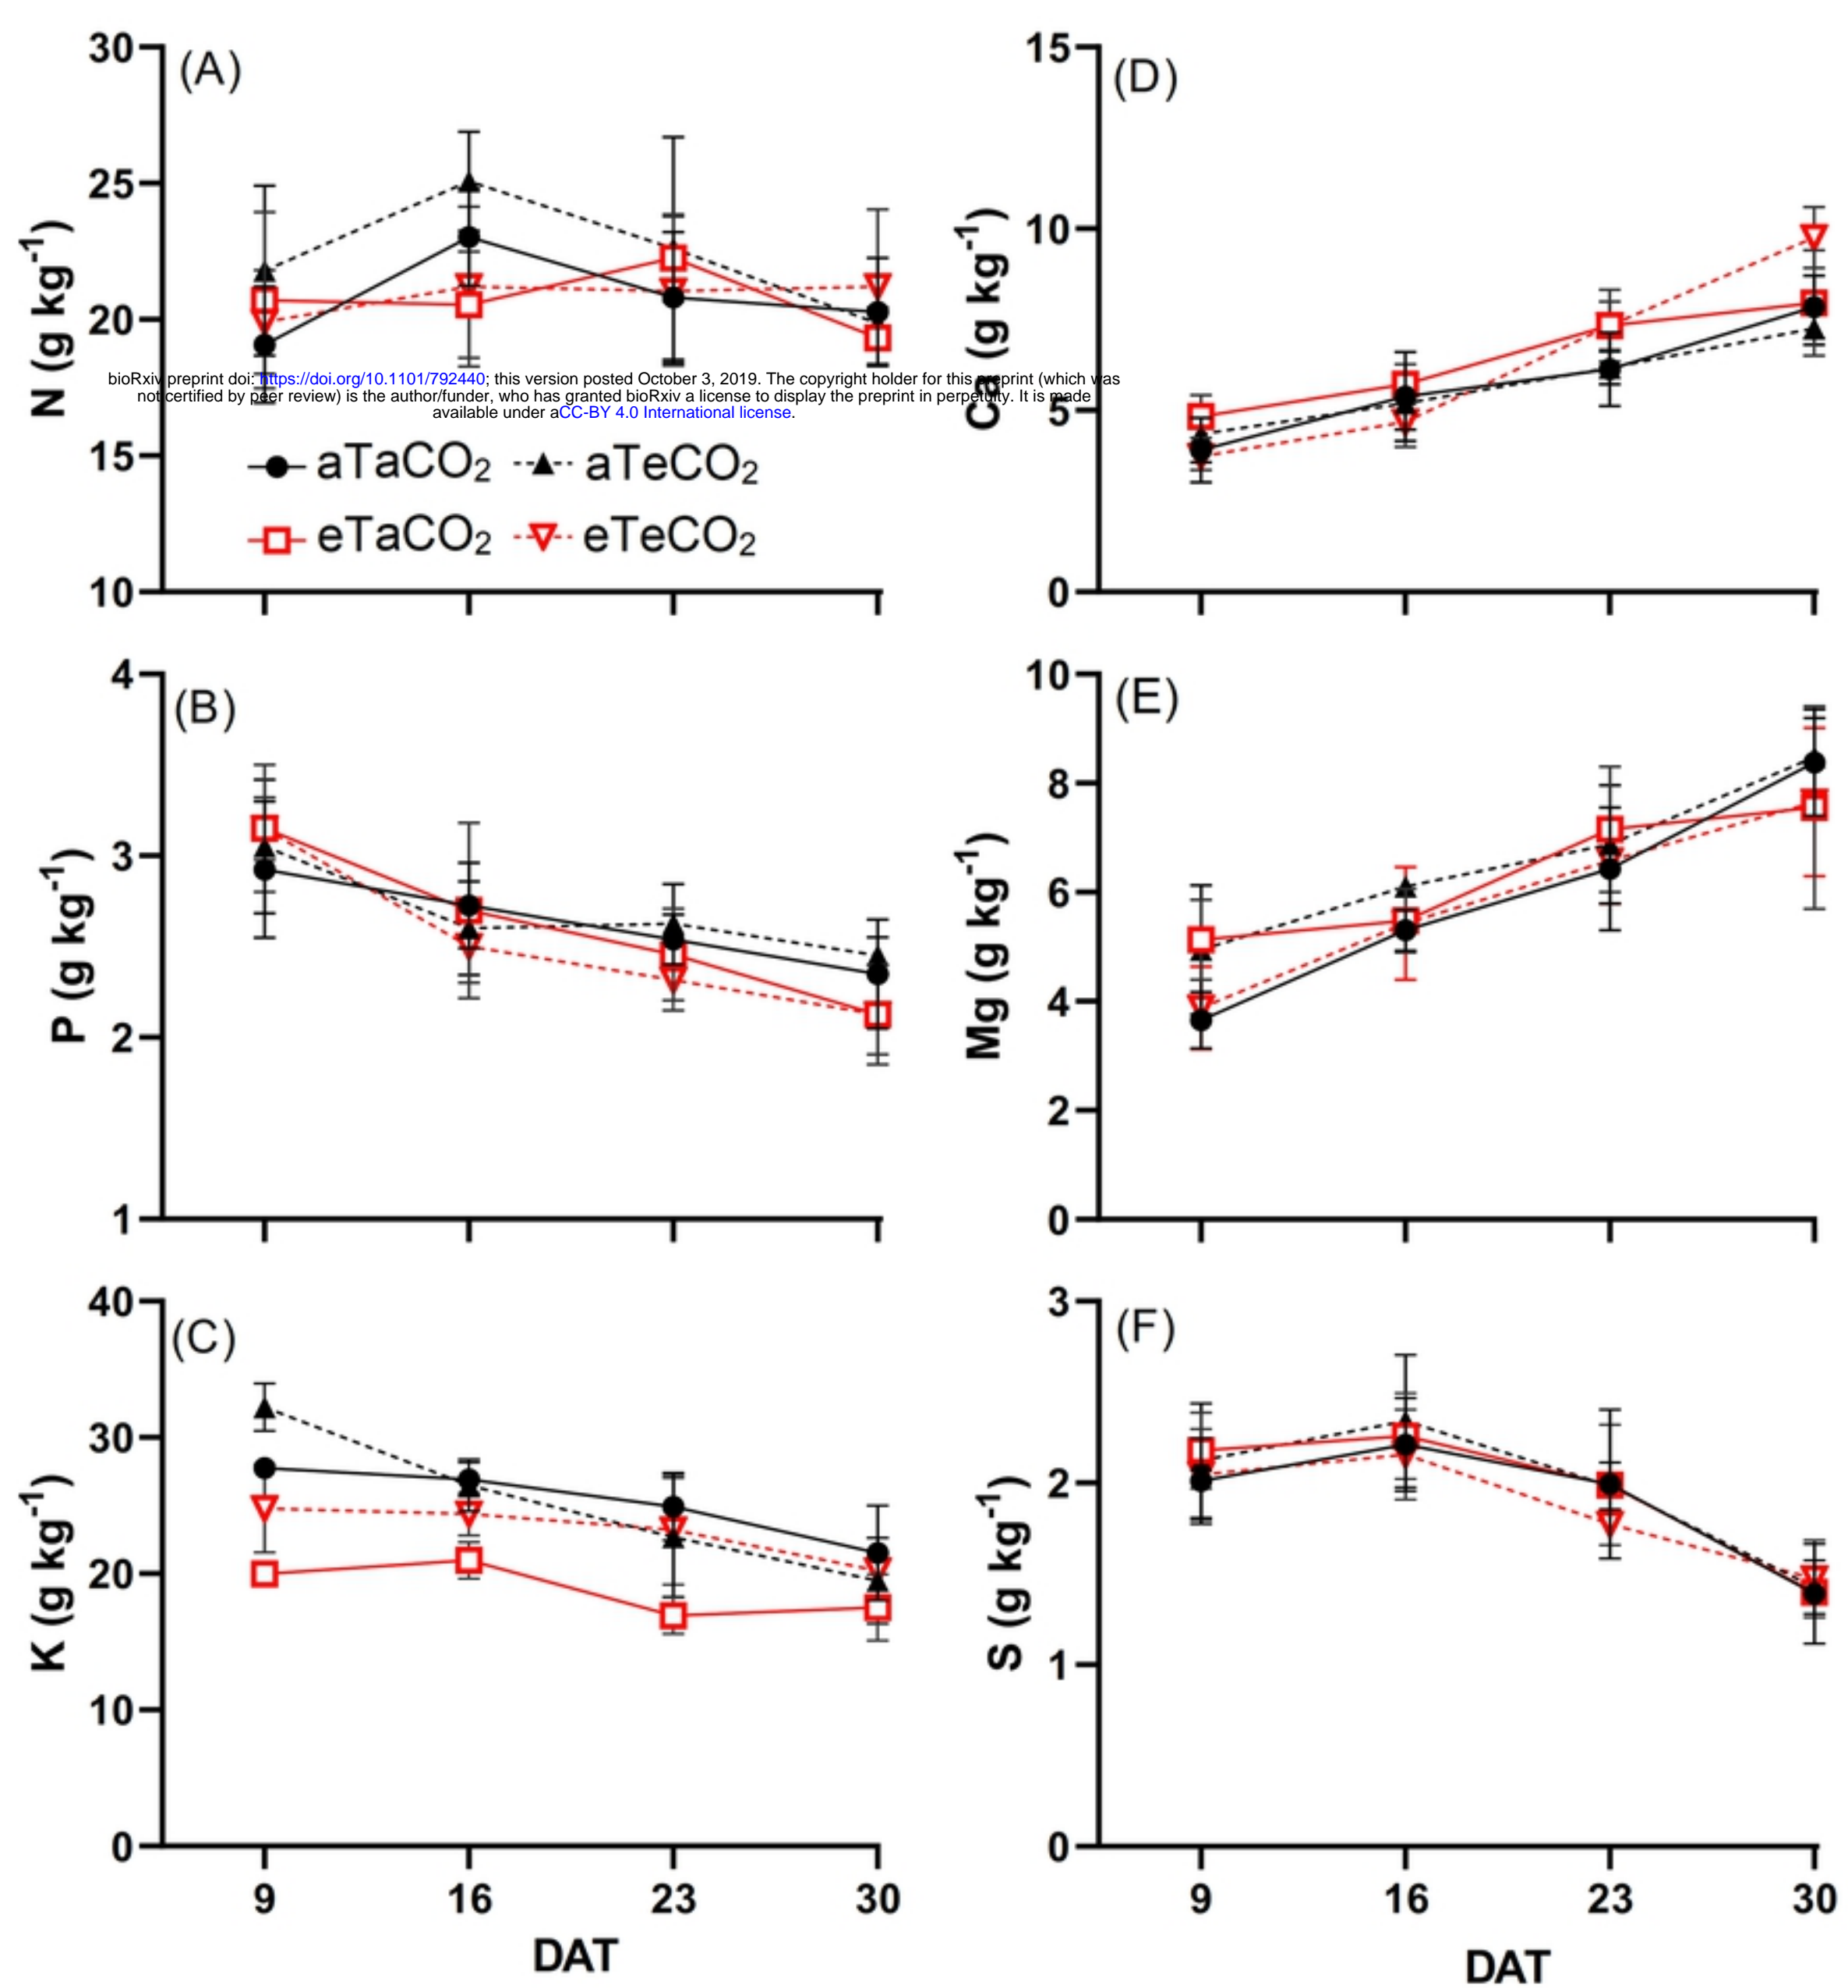 30
(A)
25
20
15
10
N (g kg-1)
bioRxiv preprint doi: https://doi.org/10.1101/792440; this version posted October 3, 2019. The copyright holder for this preprint (which was
not certified by peer review) is the author/funder, who has granted bioRxiv a license to display the preprint in perpetuity. It is made
available under aCC-BY 4.0 International license.
aTaCO2 aTeCO2
eTaCO2 eTeCO2
15
(D)
10
5
0
Ca (g kg-1)
4
(B)
3
2
1
P (g kg-1)
10
(E)
8
6
4
2
0
Mg (g kg-1)
40
(C)
30
20
10
0
K (g kg-1)
9 16 23 30
DAT
3
(F)
2
1
0
S (g kg-1)
9 16 23 30
DAT